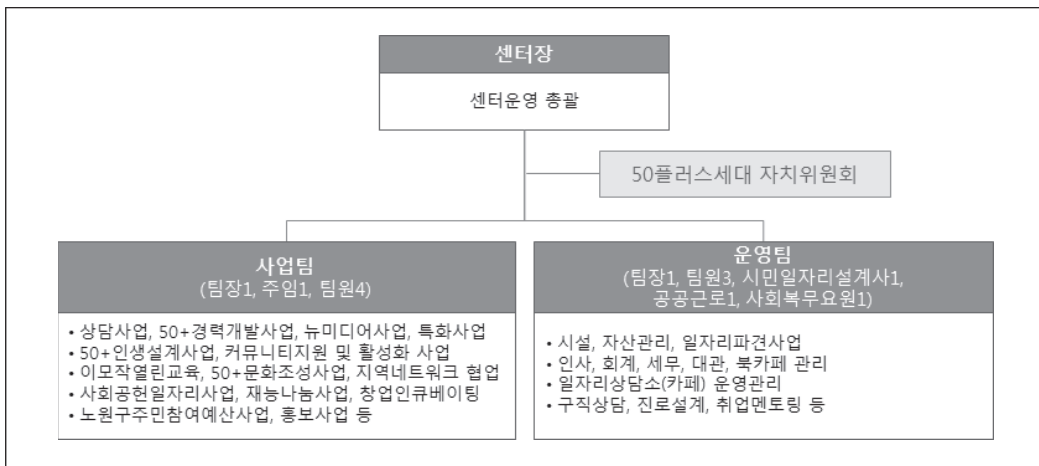 센터장
센터운영 총괄
50플러스세대 자치위원회
사업팀
(팀장1, 주임1, 팀원4)
• 상담사업, 50+경력개발사업, 뉴미디어사업, 특화사업
• 50+인생설계사업, 커뮤니티지원 및 활성화 사업
• 이모작열린교육, 50+문화조성사업, 지역네트워크 협업
• 사회공헌일자리사업, 재능나눔사업, 창업인큐베이팅
• 노원구주민참여예산사업, 홍보사업 등
운영팀
(팀장1, 팀원3, 시민일자리설계사1,
공공근로1, 사회복무요원1)
• 시설, 자산관리, 일자리파견사업
• 인사, 회계, 세무, 대관, 북카페 관리
• 일자리상담소(카페) 운영관리
• 구직상담, 진로설계, 취업멘토링 등